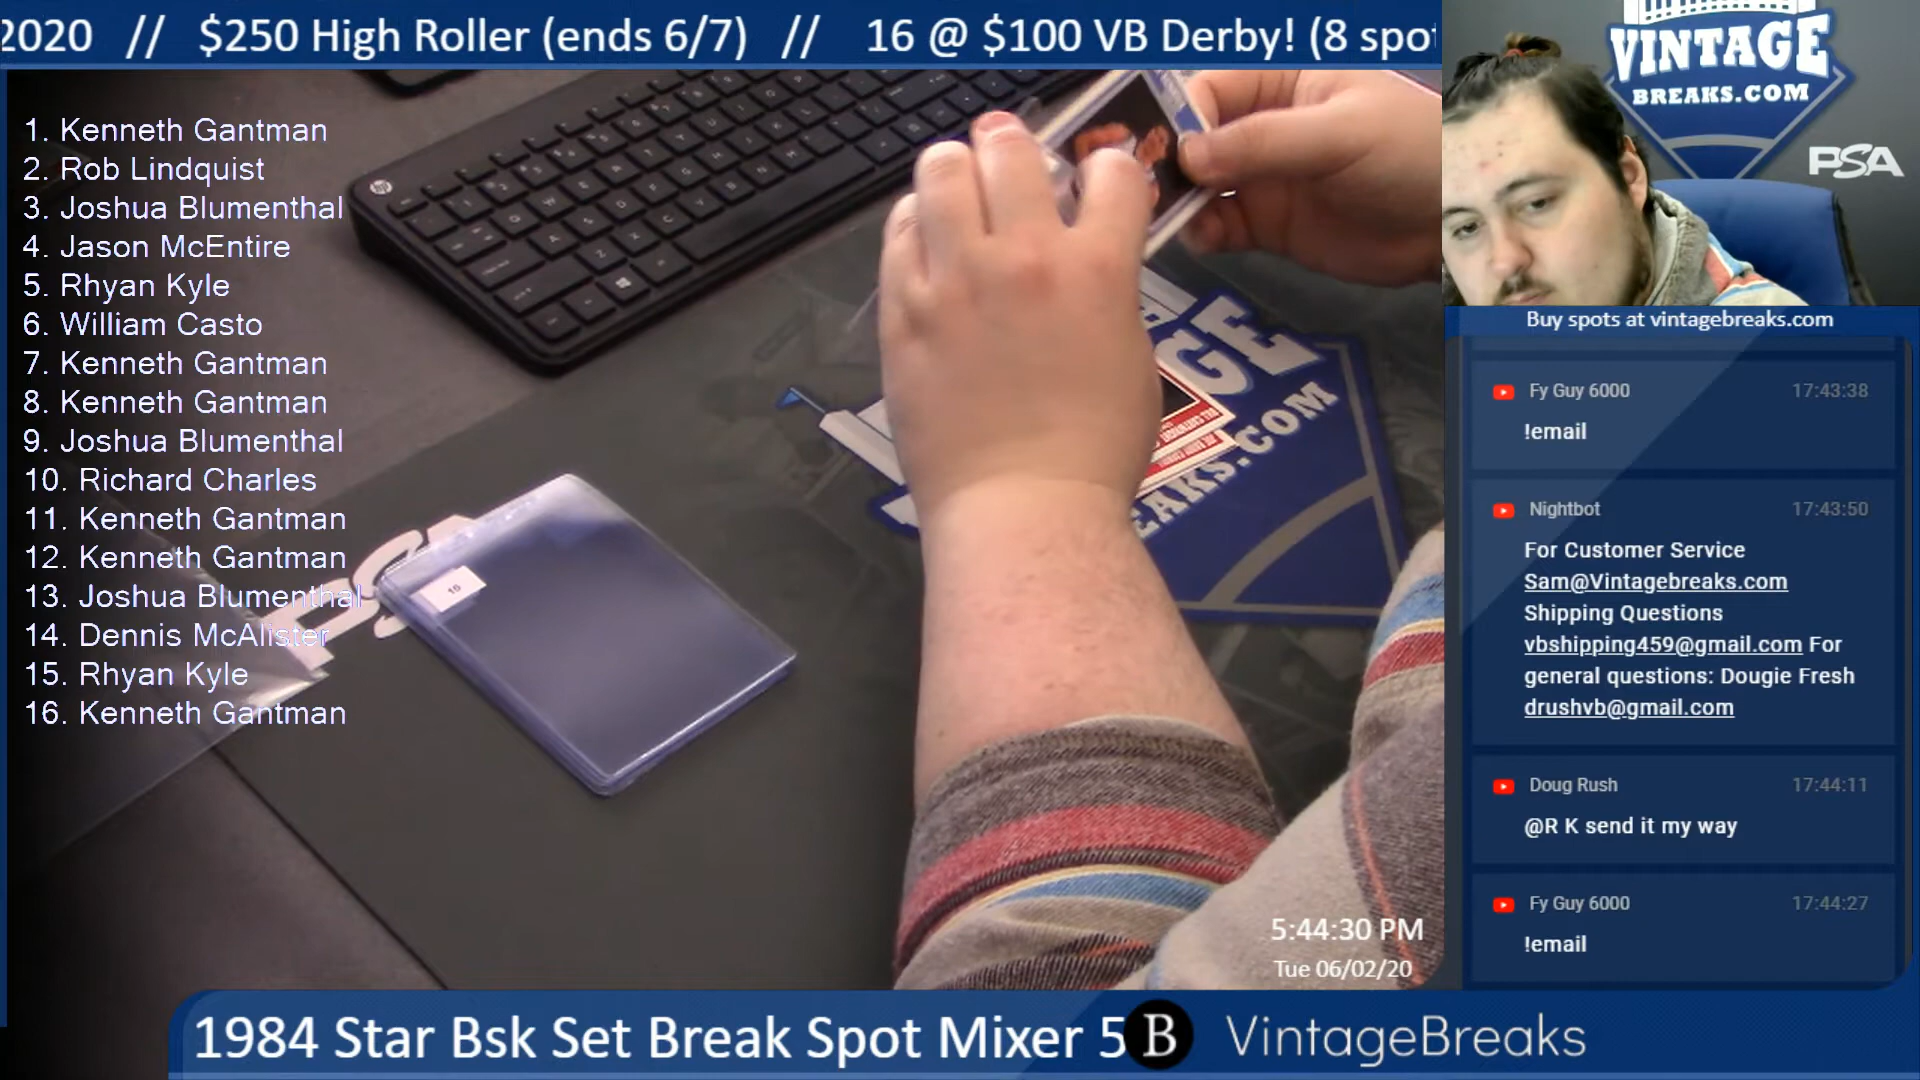 2020 // $250 High Roller (ends 6/7) // 16 @ $100 VB Derby! (8 spot
1. Kenneth Gantman
2. Rob Lindquist
3. Joshua Blumenthal
4. Jason McEntire
5. Rhyan Kyle
6. William Casto
7. Kenneth Gantman
8. Kenneth Gantman
9. Joshua Blumenthal
10. Richard Charles
11. Kenneth Gantman
12. Kenneth Gantman
13. Joshua Blumenthal
14. Dennis McAlister
15. Rhyan Kyle
16. Kenneth Gantman
10
5:44:30 PM
Tue 06/02/20
VINTAGE
BREAKS.COM
PSA
Buy spots at vintagebreaks.com
Fy Guy 6000 17:43:38
!email
Nightbot 17:43:50
For Customer Service
Sam@Vintagebreaks.com
Shipping Questions
vbshipping459@gmail.com For
general questions: Dougie Fresh
drushvb@gmail.com
Doug Rush 17:44:11
@R K send it my way
Fy Guy 6000 17:44:27
!email
1984 Star Bsk Set Break Spot Mixer 5
B VintageBreaks